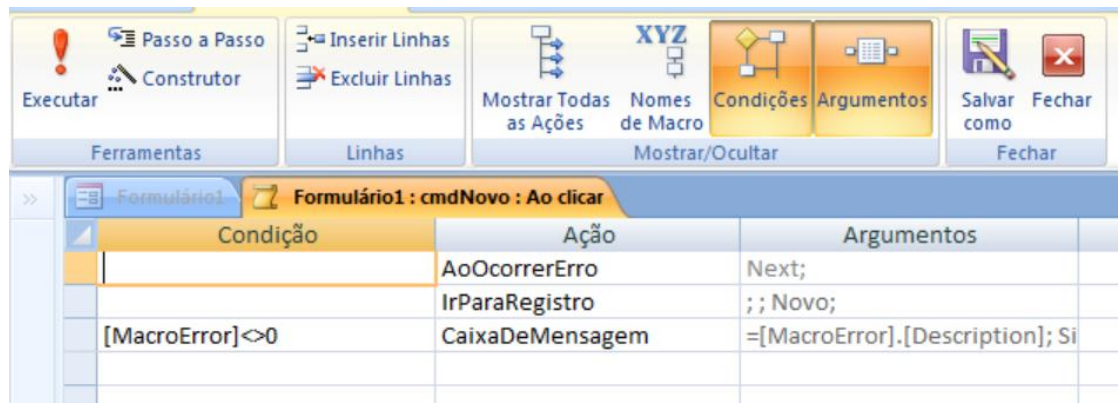 Executar
Passo a Passo
Construtor
Ferramentas
Inserir Linhas
Excluir Linhas
Linhas
Mostrar Todas
as Ações
XYZ
Nomes
de Macro
Condições
Argumentos
Mostrar/Ocultar
Salvar
como
Fechar
Fechar
Formulário1
Formulário1 : cmdNovo : Ao clicar
Condição Ação Argumentos
AoOcorrerErro Next;
IrParaRegistro ; ; Novo;
[MacroError]<>0 CaixaDeMensagem =[MacroError].[Description]; Si